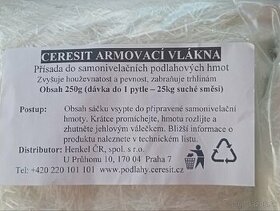 CERESIT ARMOVACÍ VLÁKNA
Přísada do samonivelačních podlahových hmot
Zvyšuje houževnatost a pevnost, zabraňuje trhlinám
Obsah 250g (dávka do 1 pytle – 25kg suché směsi)
Postup: Obsah sáčku vsypte do připravené samonivelační
hmoty. Krátce promíchejte, hmotu rozlijte a
zhutněte jehlovým válečkem. Bližší podrobnosti o
produktu naleznete v technickém listu.
Distributor: Henkel ČR, spol. s r.o.
U Průhonu 10, 170 04 Praha 7
Tel. +420 220 101 101 http://www.podlahy.ceresit.cz